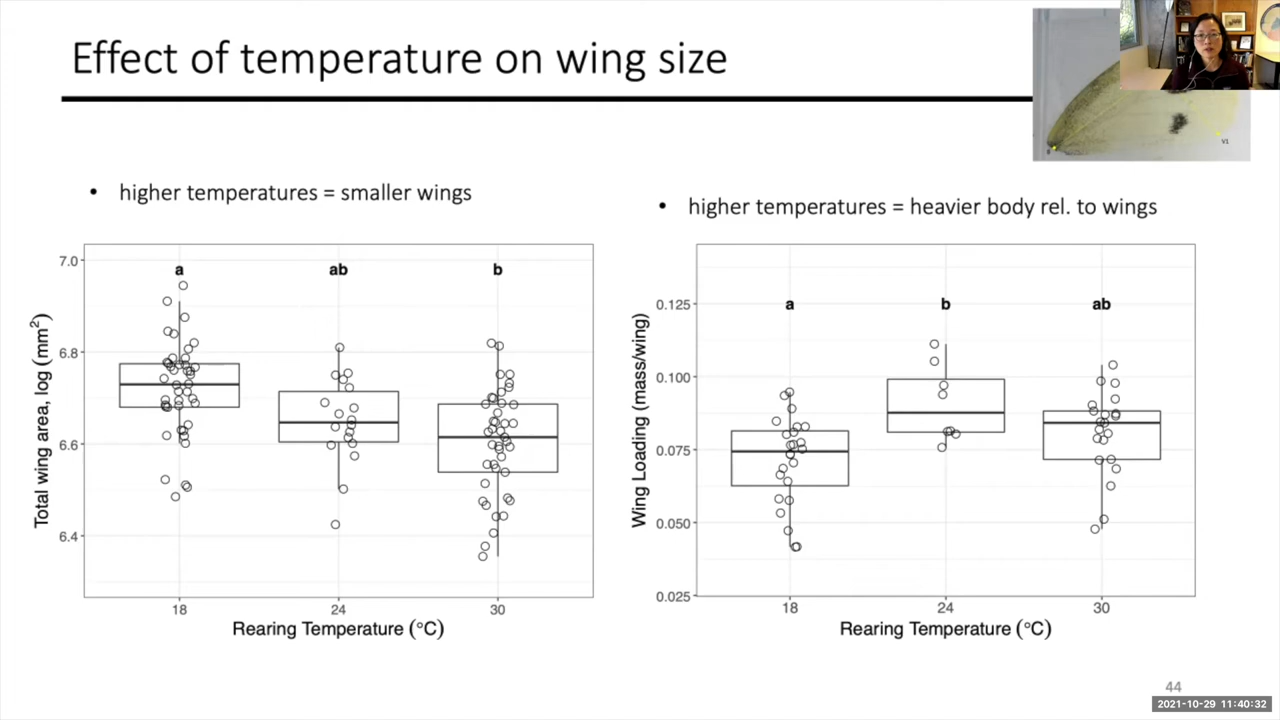 Effect of temperature on wing size
V1
• higher temperatures = smaller wings
• higher temperatures = heavier body rel. to wings
Total wing area, log (mm²)
7.0
6.8
6.6
6.4
a
ab
b
18
24
30
Rearing Temperature (°C)
Wing Loading (mass/wing)
0.125
0.100
0.075
0.050
0.025
a
b
ab
18
24
30
Rearing Temperature (°C)
44
2021-10-29 11:40:32